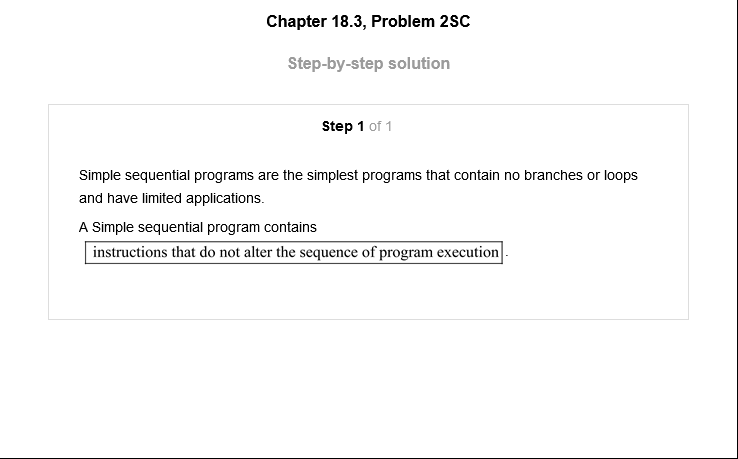 Chapter 18.3, Problem 2SC
Step-by-step solution
Step 1 of 1
Simple sequential programs are the simplest programs that contain no branches or loops
and have limited applications.
A Simple sequential program contains
instructions that do not alter the sequence of program execution.